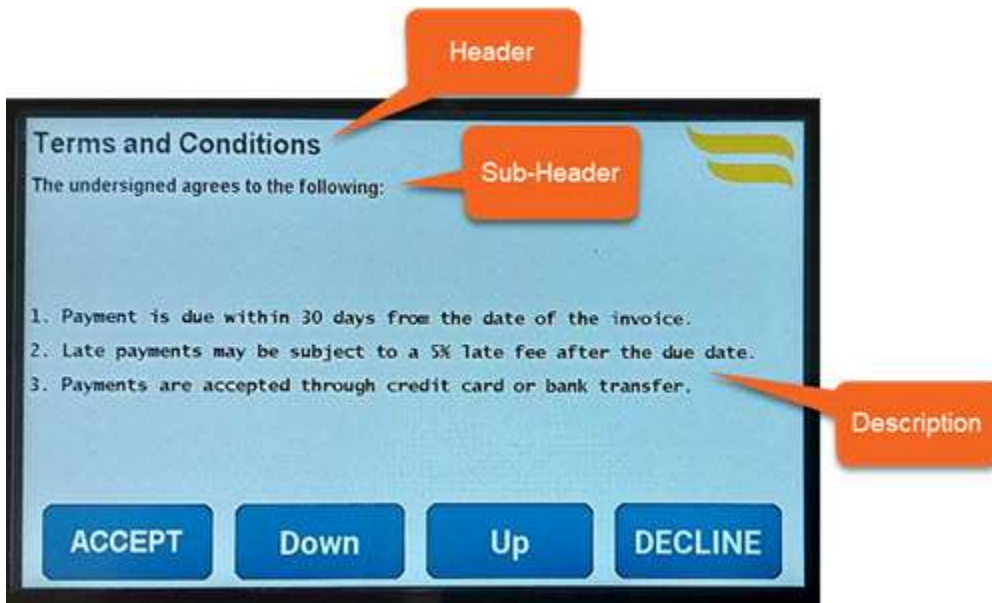 Header
Terms and Conditions
The undersigned agrees to the following:
Sub-Header
1. Payment is due within 30 days from the date of the invoice.
2. Late payments may be subject to a 5% late fee after the due date.
3. Payments are accepted through credit card or bank transfer.
Description
ACCEPT
Down
Up
DECLINE